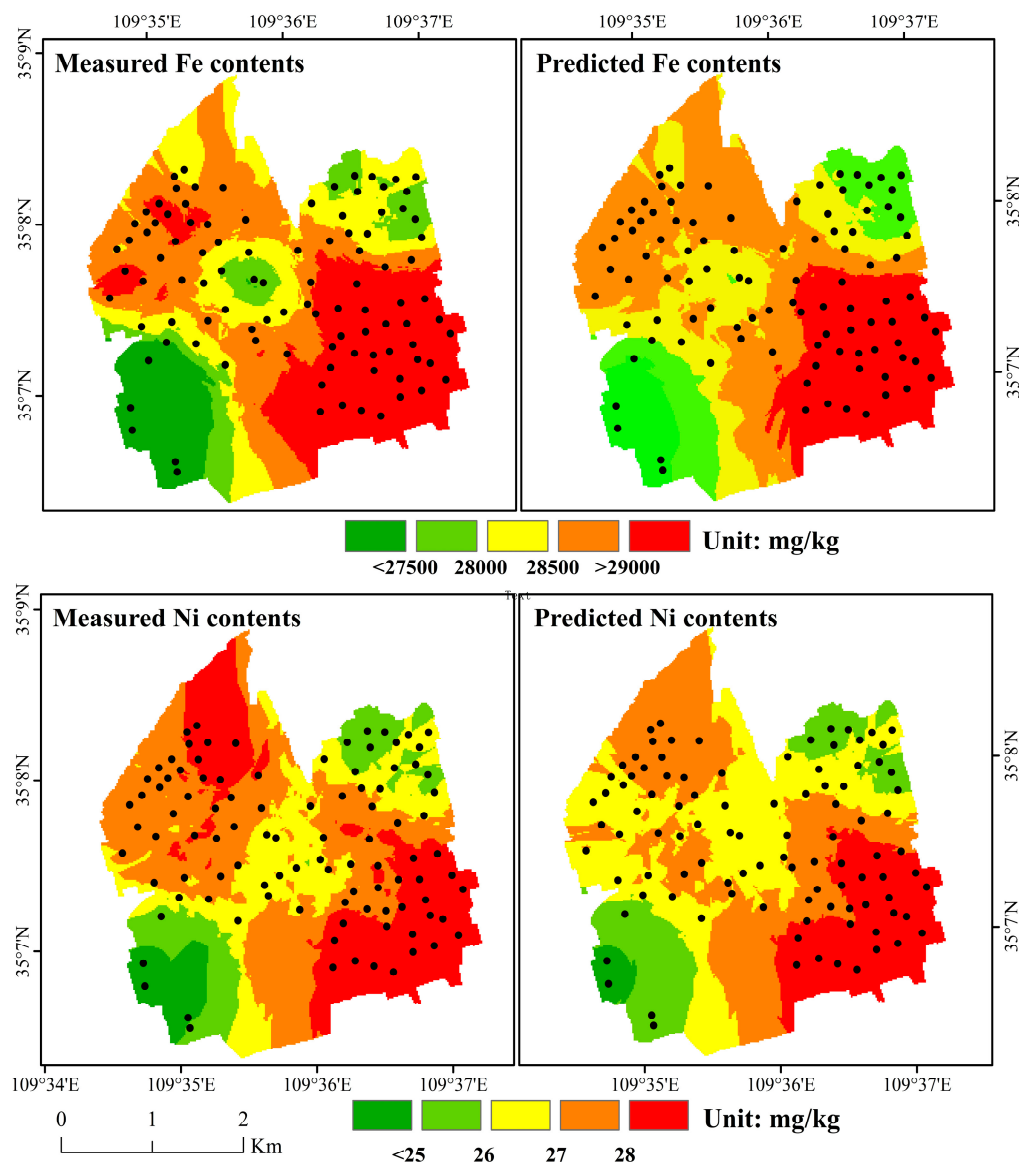 109°35'E 109°36'E 109°37'E 109°35'E 109°36'E 109°37'E
35°9'N
Measured Fe contents
Predicted Fe contents
35°8'N
35°8'N
35°7'N
35°7'N
<27500 28000 28500 >29000
Unit: mg/kg
Text
35°9'N
Measured Ni contents
Predicted Ni contents
35°8'N
35°8'N
35°7'N
35°7'N
109°34'E 109°35'E 109°36'E 109°37'E 109°35'E 109°36'E 109°37'E
0 1 2
Km
Unit: mg/kg
<25 26 27 28